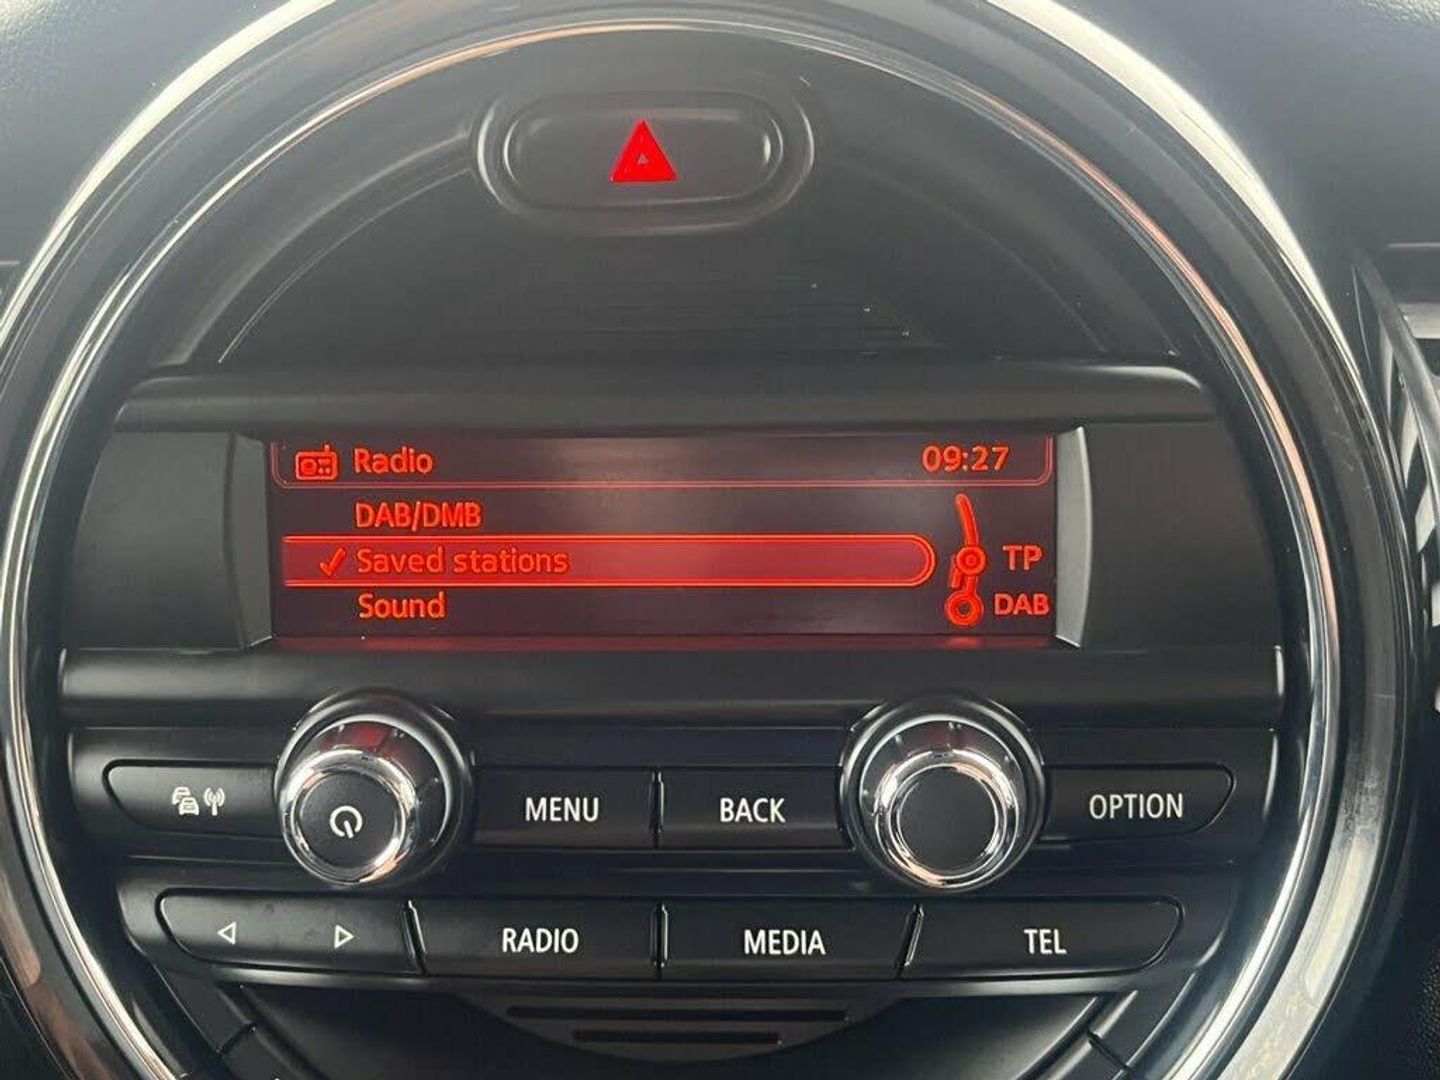 Radio 09:27
DAB/DMB
Saved stations TP
Sound DAB
MENU BACK OPTION
RADIO MEDIA TEL